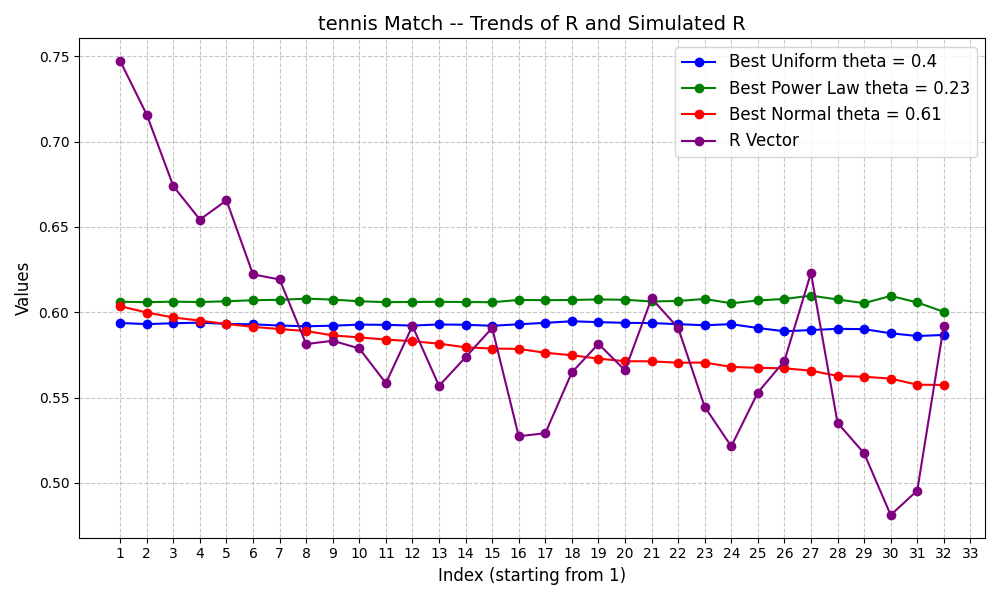 tennis Match -- Trends of R and Simulated R
Best Uniform theta = 0.4
Best Power Law theta = 0.23
Best Normal theta = 0.61
R Vector
Values
0.75
0.70
0.65
0.60
0.55
0.50
1 2 3 4 5 6 7 8 9 10 11 12 13 14 15 16 17 18 19 20 21 22 23 24 25 26 27 28 29 30 31 32 33
Index (starting from 1)